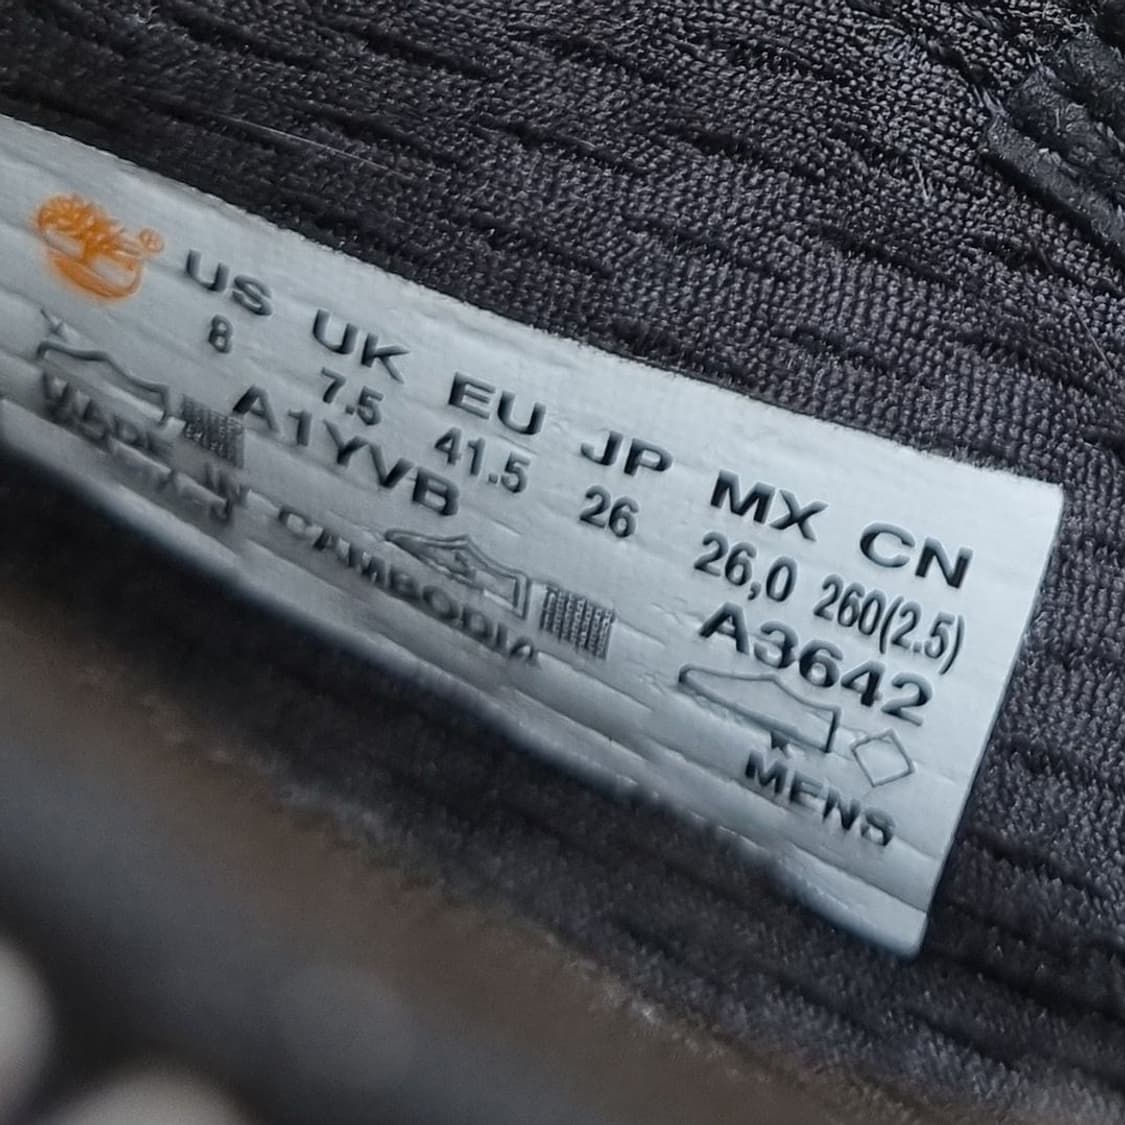 US UK EU JP MX CN
8 7.5 41.5 26 26,0 260(2.5)
A1YVB A3642
MADE IN CAMBODIA
MENS